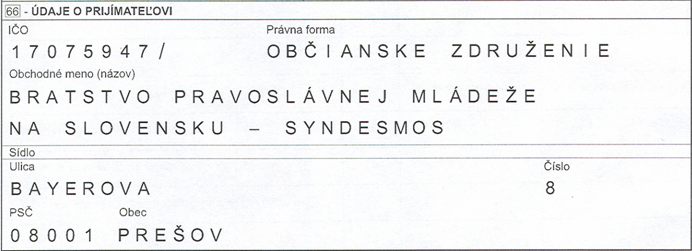 66 - ÚDAJE O PRIJÍMATEĽOVI
IČO Právna forma
17075947/ OBČIANSKE ZDRUŽENIE
Obchodné meno (názov)
BRATSTVO PRAVOSLÁVNEJ MLÁDEŽE
NA SLOVENSKU – SYNDESMOS
Sídlo
Ulica Číslo
BAYEROVA 8
PSČ Obec
08001 PREŠOV